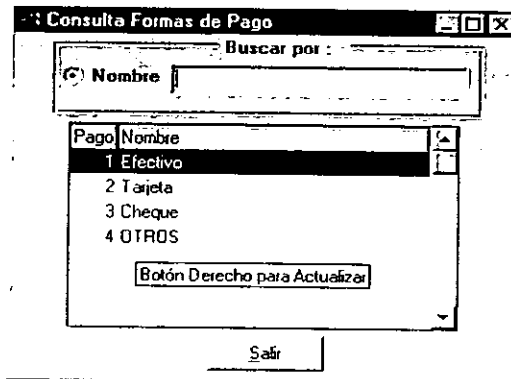 Consulta Formas de Pago
Buscar por :
Nombre
Pago Nombre
1 Efectivo
2 Tarjeta
3 Cheque
4 OTROS
Botón Derecho para Actualizar
Salir